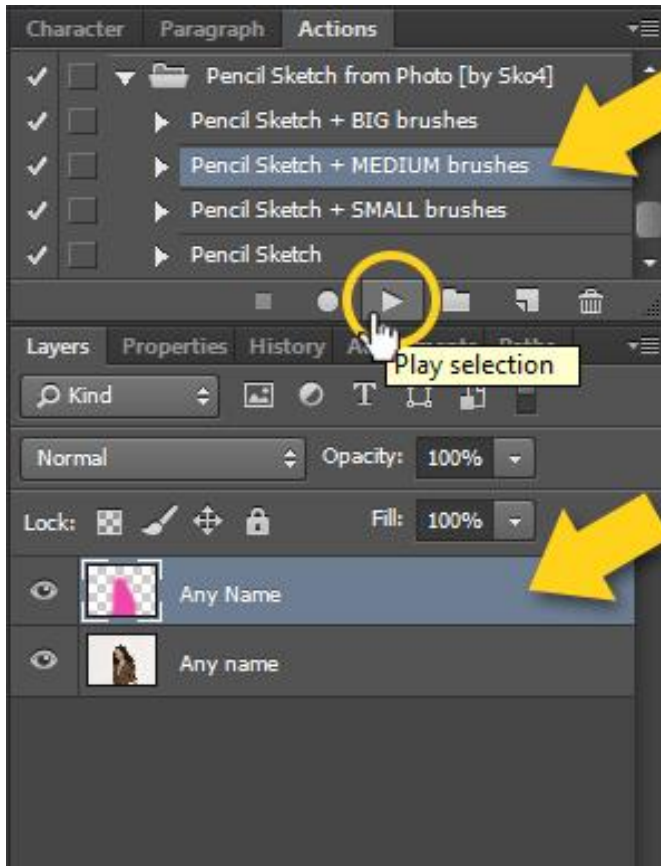 Character Paragraph Actions
Pencil Sketch from Photo [by Sko4]
Pencil Sketch + BIG brushes
Pencil Sketch + MEDIUM brushes
Pencil Sketch + SMALL brushes
Pencil Sketch
Layers Properties History
Play selection
Kind
Normal Opacity: 100%
Lock: Fill: 100%
Any Name
Any name